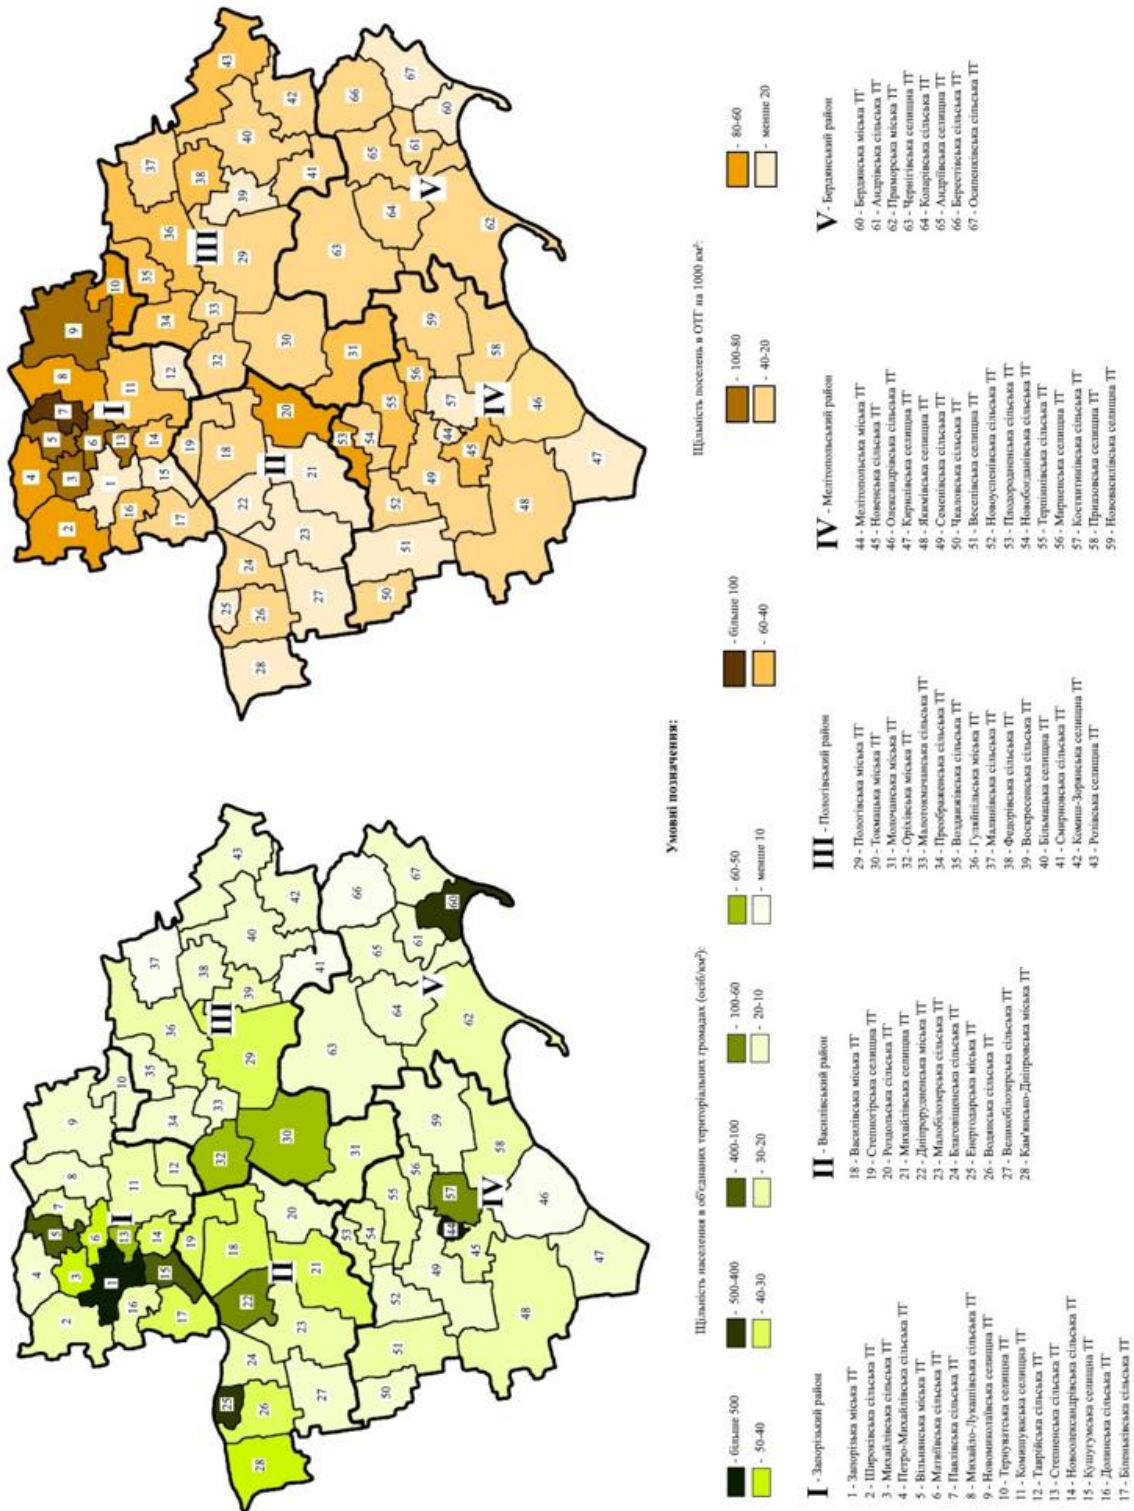 Умовні позначення:
Щільність населення в об'єднаних територіальних громадах (осіб/км²):
- більше 500
- 500-400
- 400-100
- 100-60
- 60-50
- 50-40
- 40-30
- 30-20
- 20-10
- менше 10
Щільність поселень в ОТГ на 1000 км²:
- більше 100
- 100-80
- 80-60
- 60-40
- 40-20
- менше 20
I - Запорізький район
1 - Запорізька міська ТГ
2 - Широківська сільська ТГ
3 - Михайлівська сільська ТГ
4 - Петро-Михайлівська сільська ТГ
5 - Вільнянська міська ТГ
6 - Матвіївська сільська ТГ
7 - Павлівська сільська ТГ
8 - Михайло-Лукашівська сільська ТГ
9 - Новомиколаївська селищна ТГ
10 - Тернуватська селищна ТГ
11 - Комишуваська селищна ТГ
12 - Таврійська сільська ТГ
13 - Степненська сільська ТГ
14 - Новоолександрівська сільська ТГ
15 - Кушугумська селищна ТГ
16 - Долинська сільська ТГ
17 - Біленьківська сільська ТГ
II - Василівський район
18 - Василівська міська ТГ
19 - Степногірська селищна ТГ
20 - Роздольська сільська ТГ
21 - Михайлівська селищна ТГ
22 - Дніпрорудненська міська ТГ
23 - Малобілозерська сільська ТГ
24 - Благовіщенська сільська ТГ
25 - Енергодарська міська ТГ
26 - Водянська сільська ТГ
27 - Великобілозерська сільська ТГ
28 - Кам'янсько-Дніпровська міська ТГ
III - Пологівський район
29 - Пологівська міська ТГ
30 - Токмацька міська ТГ
31 - Молочанська міська ТГ
32 - Оріхівська міська ТГ
33 - Малотокмачанська сільська ТГ
34 - Преображенська сільська ТГ
35 - Воздвижівська сільська ТГ
36 - Гуляйпільська міська ТГ
37 - Малинівська сільська ТГ
38 - Федорівська сільська ТГ
39 - Воскресенська сільська ТГ
40 - Більмацька селищна ТГ
41 - Смирновська сільська ТГ
42 - Комиш-Зорянська селищна ТГ
43 - Розівська селищна ТГ
IV - Мелітопольський район
44 - Мелітопольська міська ТГ
45 - Новенська сільська ТГ
46 - Олександрівська сільська ТГ
47 - Кирилівська селищна ТГ
48 - Якимівська селищна ТГ
49 - Семенівська сільська ТГ
50 - Чкаловська сільська ТГ
51 - Веселівська селищна ТГ
52 - Новоуспенівська сільська ТГ
53 - Плодородненська сільська ТГ
54 - Новобогданівська сільська ТГ
55 - Терпіннівська сільська ТГ
56 - Мирненська селищна ТГ
57 - Костянтинівська сільська ТГ
58 - Приазовська селищна ТГ
59 - Нововасилівська селищна ТГ
V - Бердянський район
60 - Бердянська міська ТГ
61 - Андрівська сільська ТГ
62 - Приморська міська ТГ
63 - Чернігівська селищна ТГ
64 - Коларівська сільська ТГ
65 - Андріївська селищна ТГ
66 - Берестівська сільська ТГ
67 - Осипенківська сільська ТГ